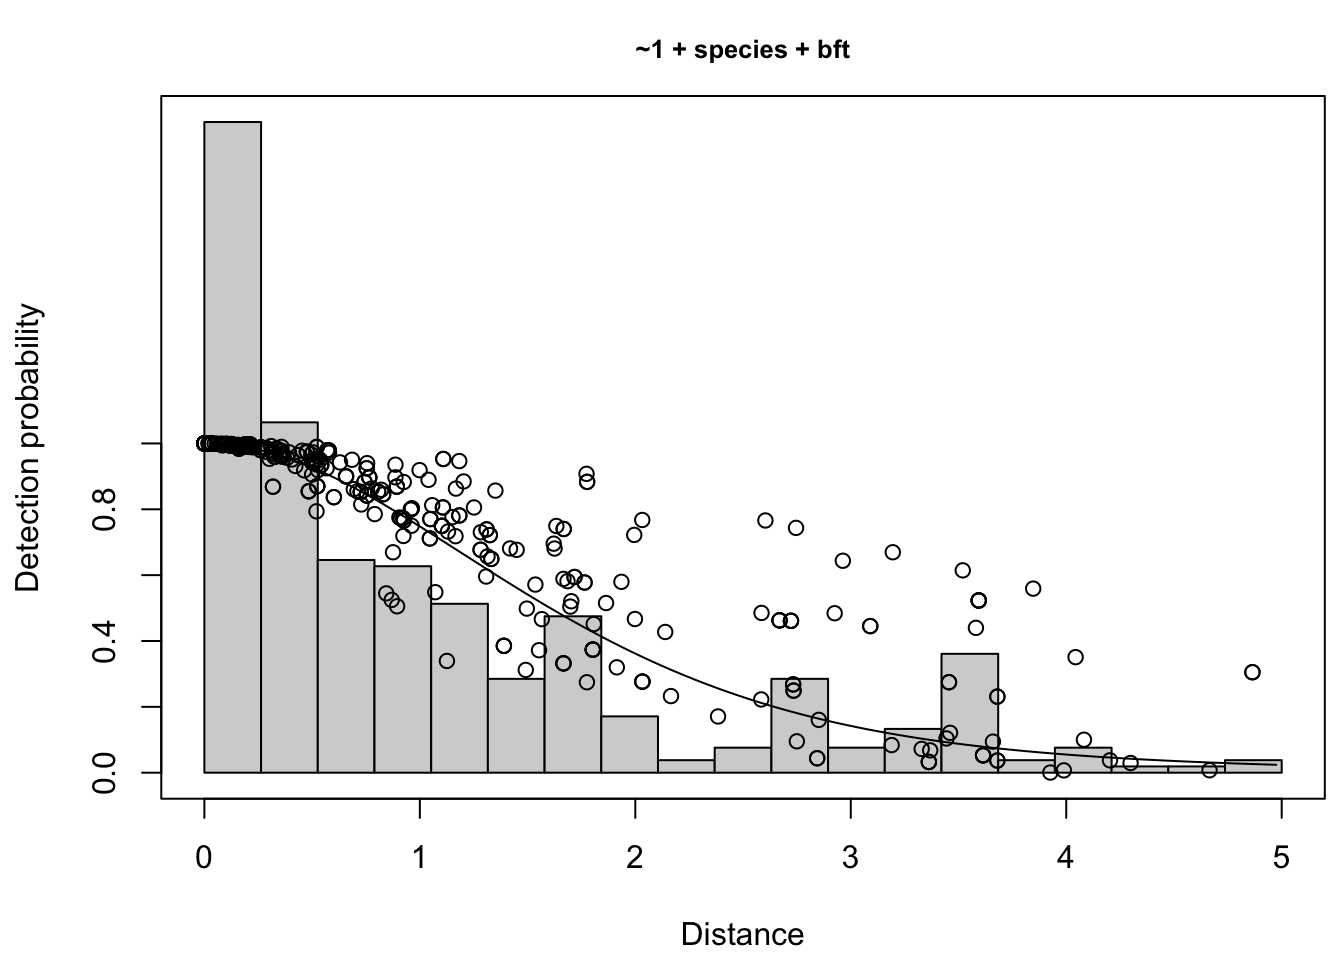 ~1 + species + bft
Detection probability
0.8
0.4
0.0
0 1 2 3 4 5
Distance